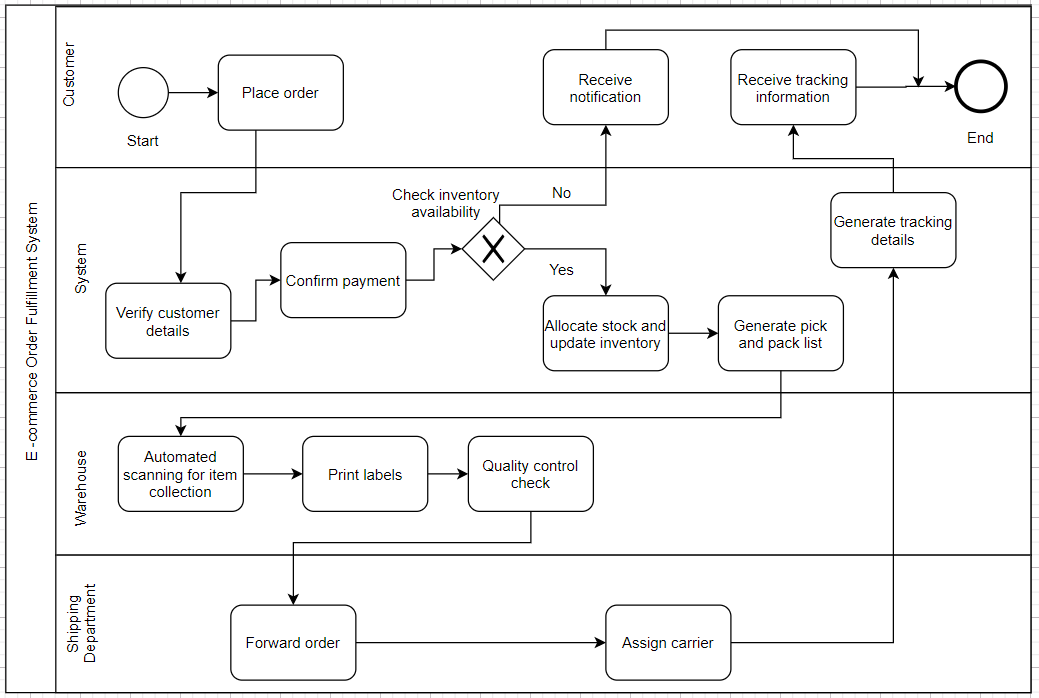 E -commerce Order Fulfillment System
Customer
Start
Place order
Receive
notification
Receive tracking
information
End
System
Verify customer
details
Confirm payment
Check inventory
availability
No
Yes
Allocate stock and
update inventory
Generate pick
and pack list
Generate tracking
details
Warehouse
Automated
scanning for item
collection
Print labels
Quality control
check
Shipping
Department
Forward order
Assign carrier